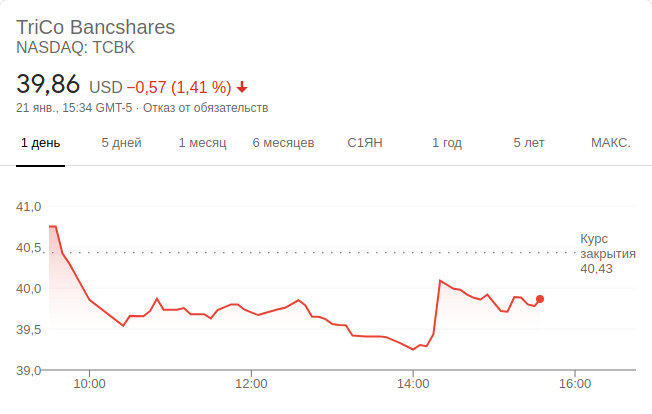 TriCo Bancshares
NASDAQ: TCBK
39,86 USD −0,57 (1,41 %)
21 янв., 15:34 GMT-5 · Отказ от обязательств
1 день 5 дней 1 месяц 6 месяцев С1ЯН 1 год 5 лет МАКС.
41,0
40,5
40,0
39,5
39,0
Курс
закрытия
40,43
10:00 12:00 14:00 16:00